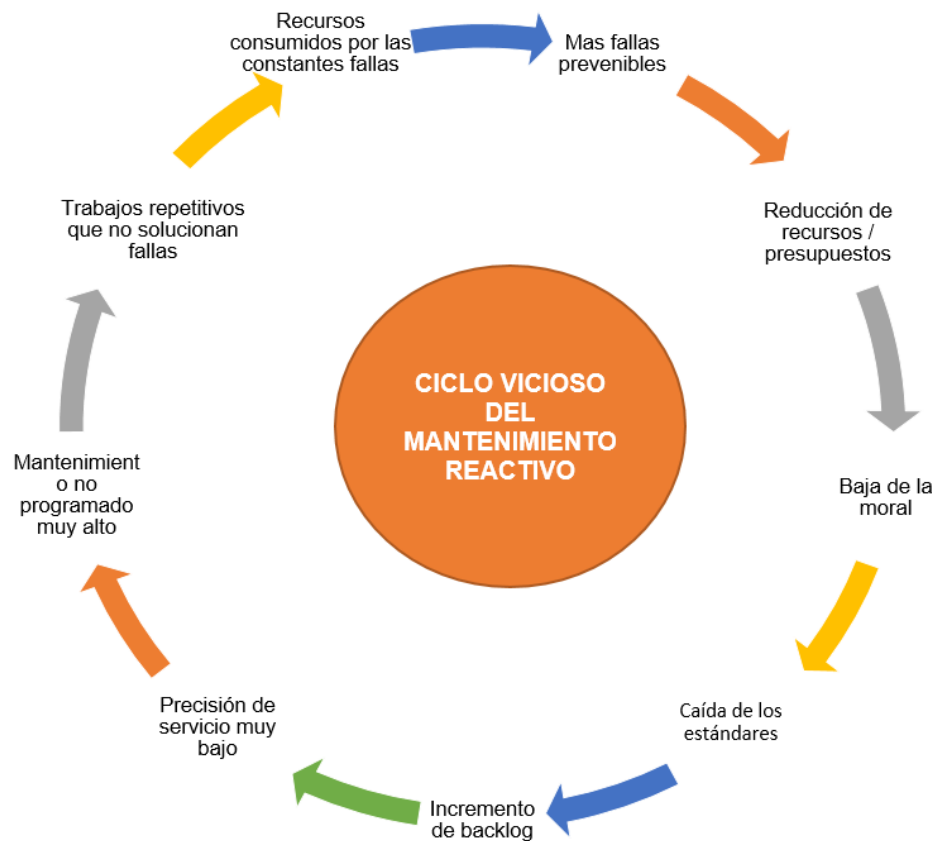 Recursos
consumidos por las
constantes fallas
Mas fallas
prevenibles
Reducción de
recursos /
presupuestos
Baja de la
moral
Caída de los
estándares
Incremento
de backlog
Precisión de
servicio muy
bajo
Mantenimient
o no
programado
muy alto
Trabajos repetitivos
que no solucionan
fallas
CICLO VICIOSO
DEL
MANTENIMIENTO
REACTIVO